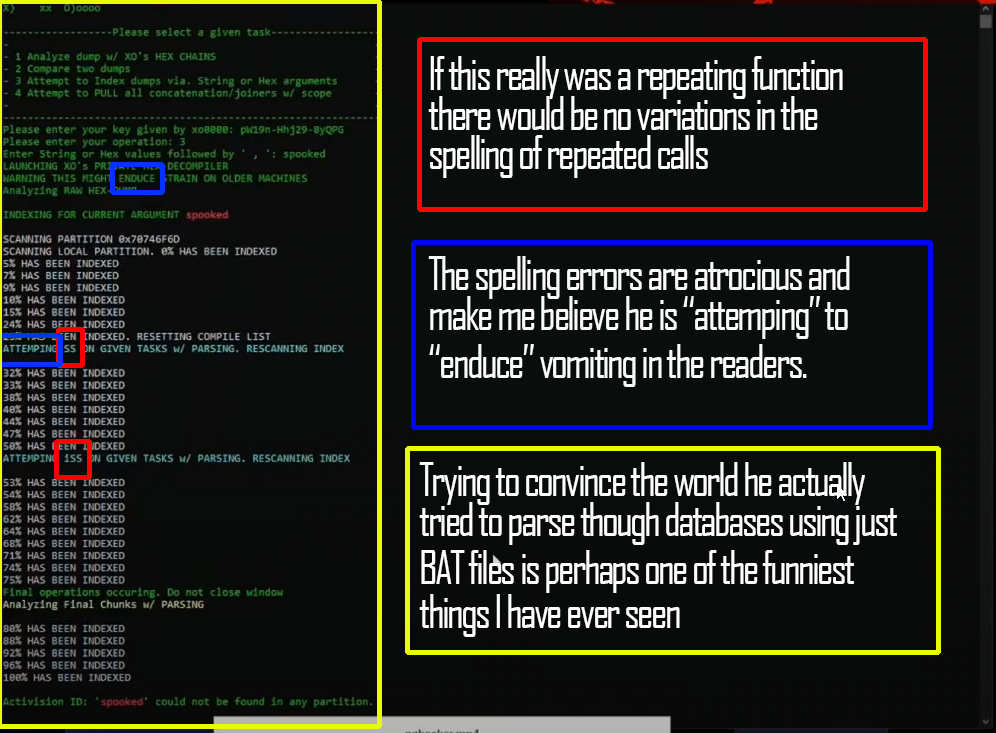 X)    xx  O)oooo
-----------------Please select a given task-----------------
-
- 1 Analyze dump w/ XO's HEX CHAINS
- 2 Compare two dumps
- 3 Attempt to Index dumps via. String or Hex arguments
- 4 Attempt to PULL all concatenation/joiners w/ scope
-
------------------------------------------------------------
Please enter your key given by xo0000: pW19n-Hhj29-8yQPG
Please enter your operation: 3
Enter String or Hex values followed by ' , ': spooked
LAUNCHING XO's PRIVATE HEX-DECOMPILER
WARNING THIS MIGHT ENDUCE STRAIN ON OLDER MACHINES
Analyzing RAW HEX-DUMP
INDEXING FOR CURRENT ARGUMENT spooked
SCANNING PARTITION 0x70746F6D
SCANNING LOCAL PARTITION. 0% HAS BEEN INDEXED
5% HAS BEEN INDEXED
7% HAS BEEN INDEXED
9% HAS BEEN INDEXED
10% HAS BEEN INDEXED
15% HAS BEEN INDEXED
24% HAS BEEN INDEXED
HAS BEEN INDEXED. RESETTING COMPILE LIST
ATTEMPING SS ON GIVEN TASKS w/ PARSING. RESCANNING INDEX
32% HAS BEEN INDEXED
33% HAS BEEN INDEXED
38% HAS BEEN INDEXED
40% HAS BEEN INDEXED
44% HAS BEEN INDEXED
47% HAS BEEN INDEXED
50% HAS BEEN INDEXED
ATTEMPING iSS ON GIVEN TASKS w/ PARSING. RESCANNING INDEX
53% HAS BEEN INDEXED
54% HAS BEEN INDEXED
58% HAS BEEN INDEXED
62% HAS BEEN INDEXED
64% HAS BEEN INDEXED
68% HAS BEEN INDEXED
71% HAS BEEN INDEXED
74% HAS BEEN INDEXED
75% HAS BEEN INDEXED
Final operations occuring. Do not close window
Analyzing Final Chunks w/ PARSING
80% HAS BEEN INDEXED
88% HAS BEEN INDEXED
92% HAS BEEN INDEXED
96% HAS BEEN INDEXED
100% HAS BEEN INDEXED
Activision ID: 'spooked' could not be found in any partition.
If this really was a repeating function
there would be no variations in the
spelling of repeated calls
The spelling errors are atrocious and
make me believe he is “attemping” to
“enduce” vomiting in the readers.
Trying to convince the world he actually
tried to parse though databases using just
BAT files is perhaps one of the funniest
things I have ever seen